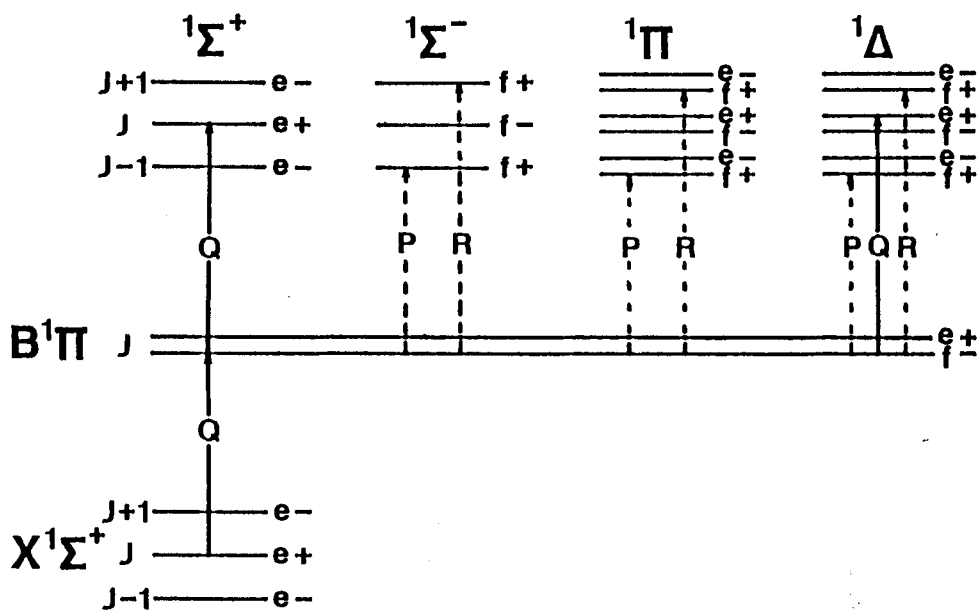 ¹Σ⁺ ¹Σ⁻ ¹Π ¹Δ
J+1 e− f+ e− e−
f+ f+
J e+ f− e+ e+
f− f−
J−1 e− f+ e− e−
f+ f+
Q P R P R P Q R
B¹Π J e+
f−
Q
J+1 e−
X¹Σ⁺ J e+
J−1 e−